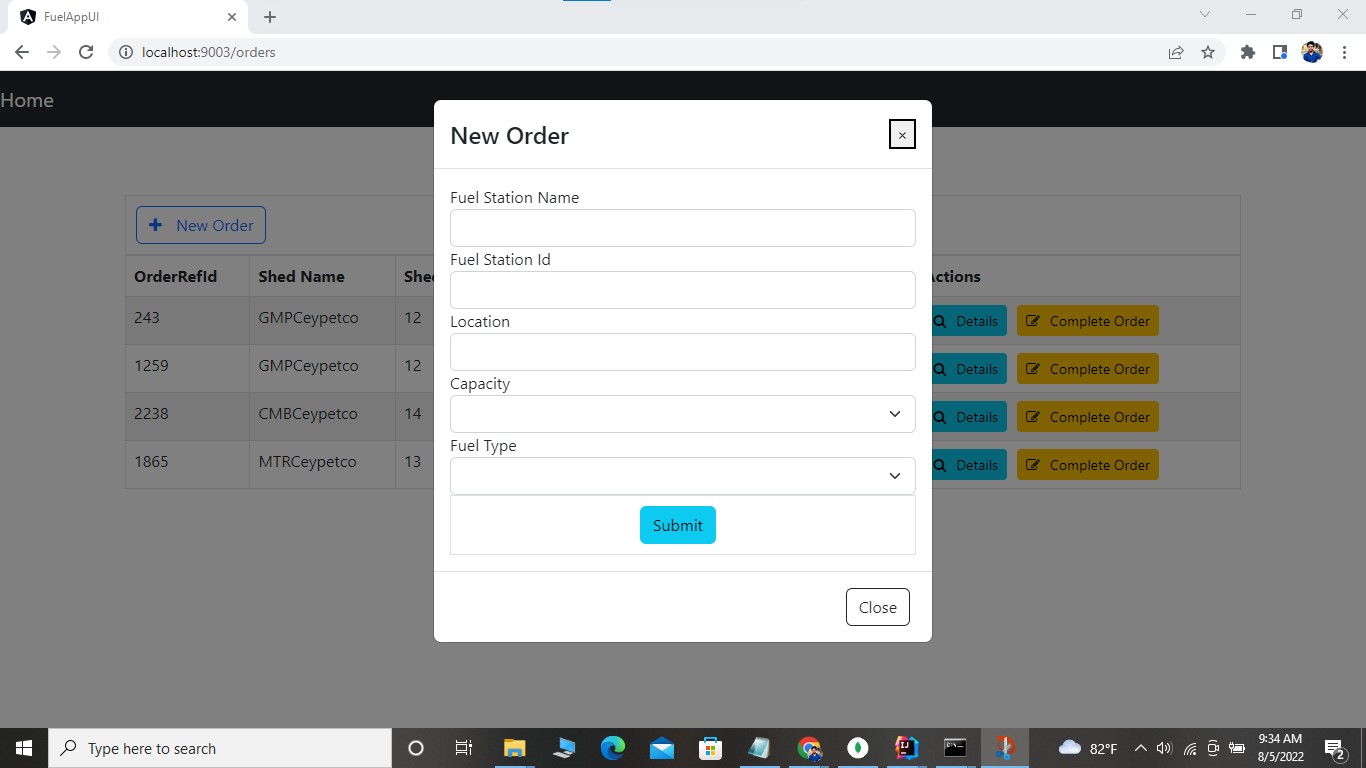 FuelAppUI
localhost:9003/orders
Home
New Order
×
Fuel Station Name
Fuel Station Id
Location
Capacity
Fuel Type
Submit
Close
New Order
OrderRefId Shed Name Actions
243 GMPCeypetco 12 Details Complete Order
1259 GMPCeypetco 12 Details Complete Order
2238 CMBCeypetco 14 Details Complete Order
1865 MTRCeypetco 13 Details Complete Order
Type here to search
82°F
9:34 AM
8/5/2022
2